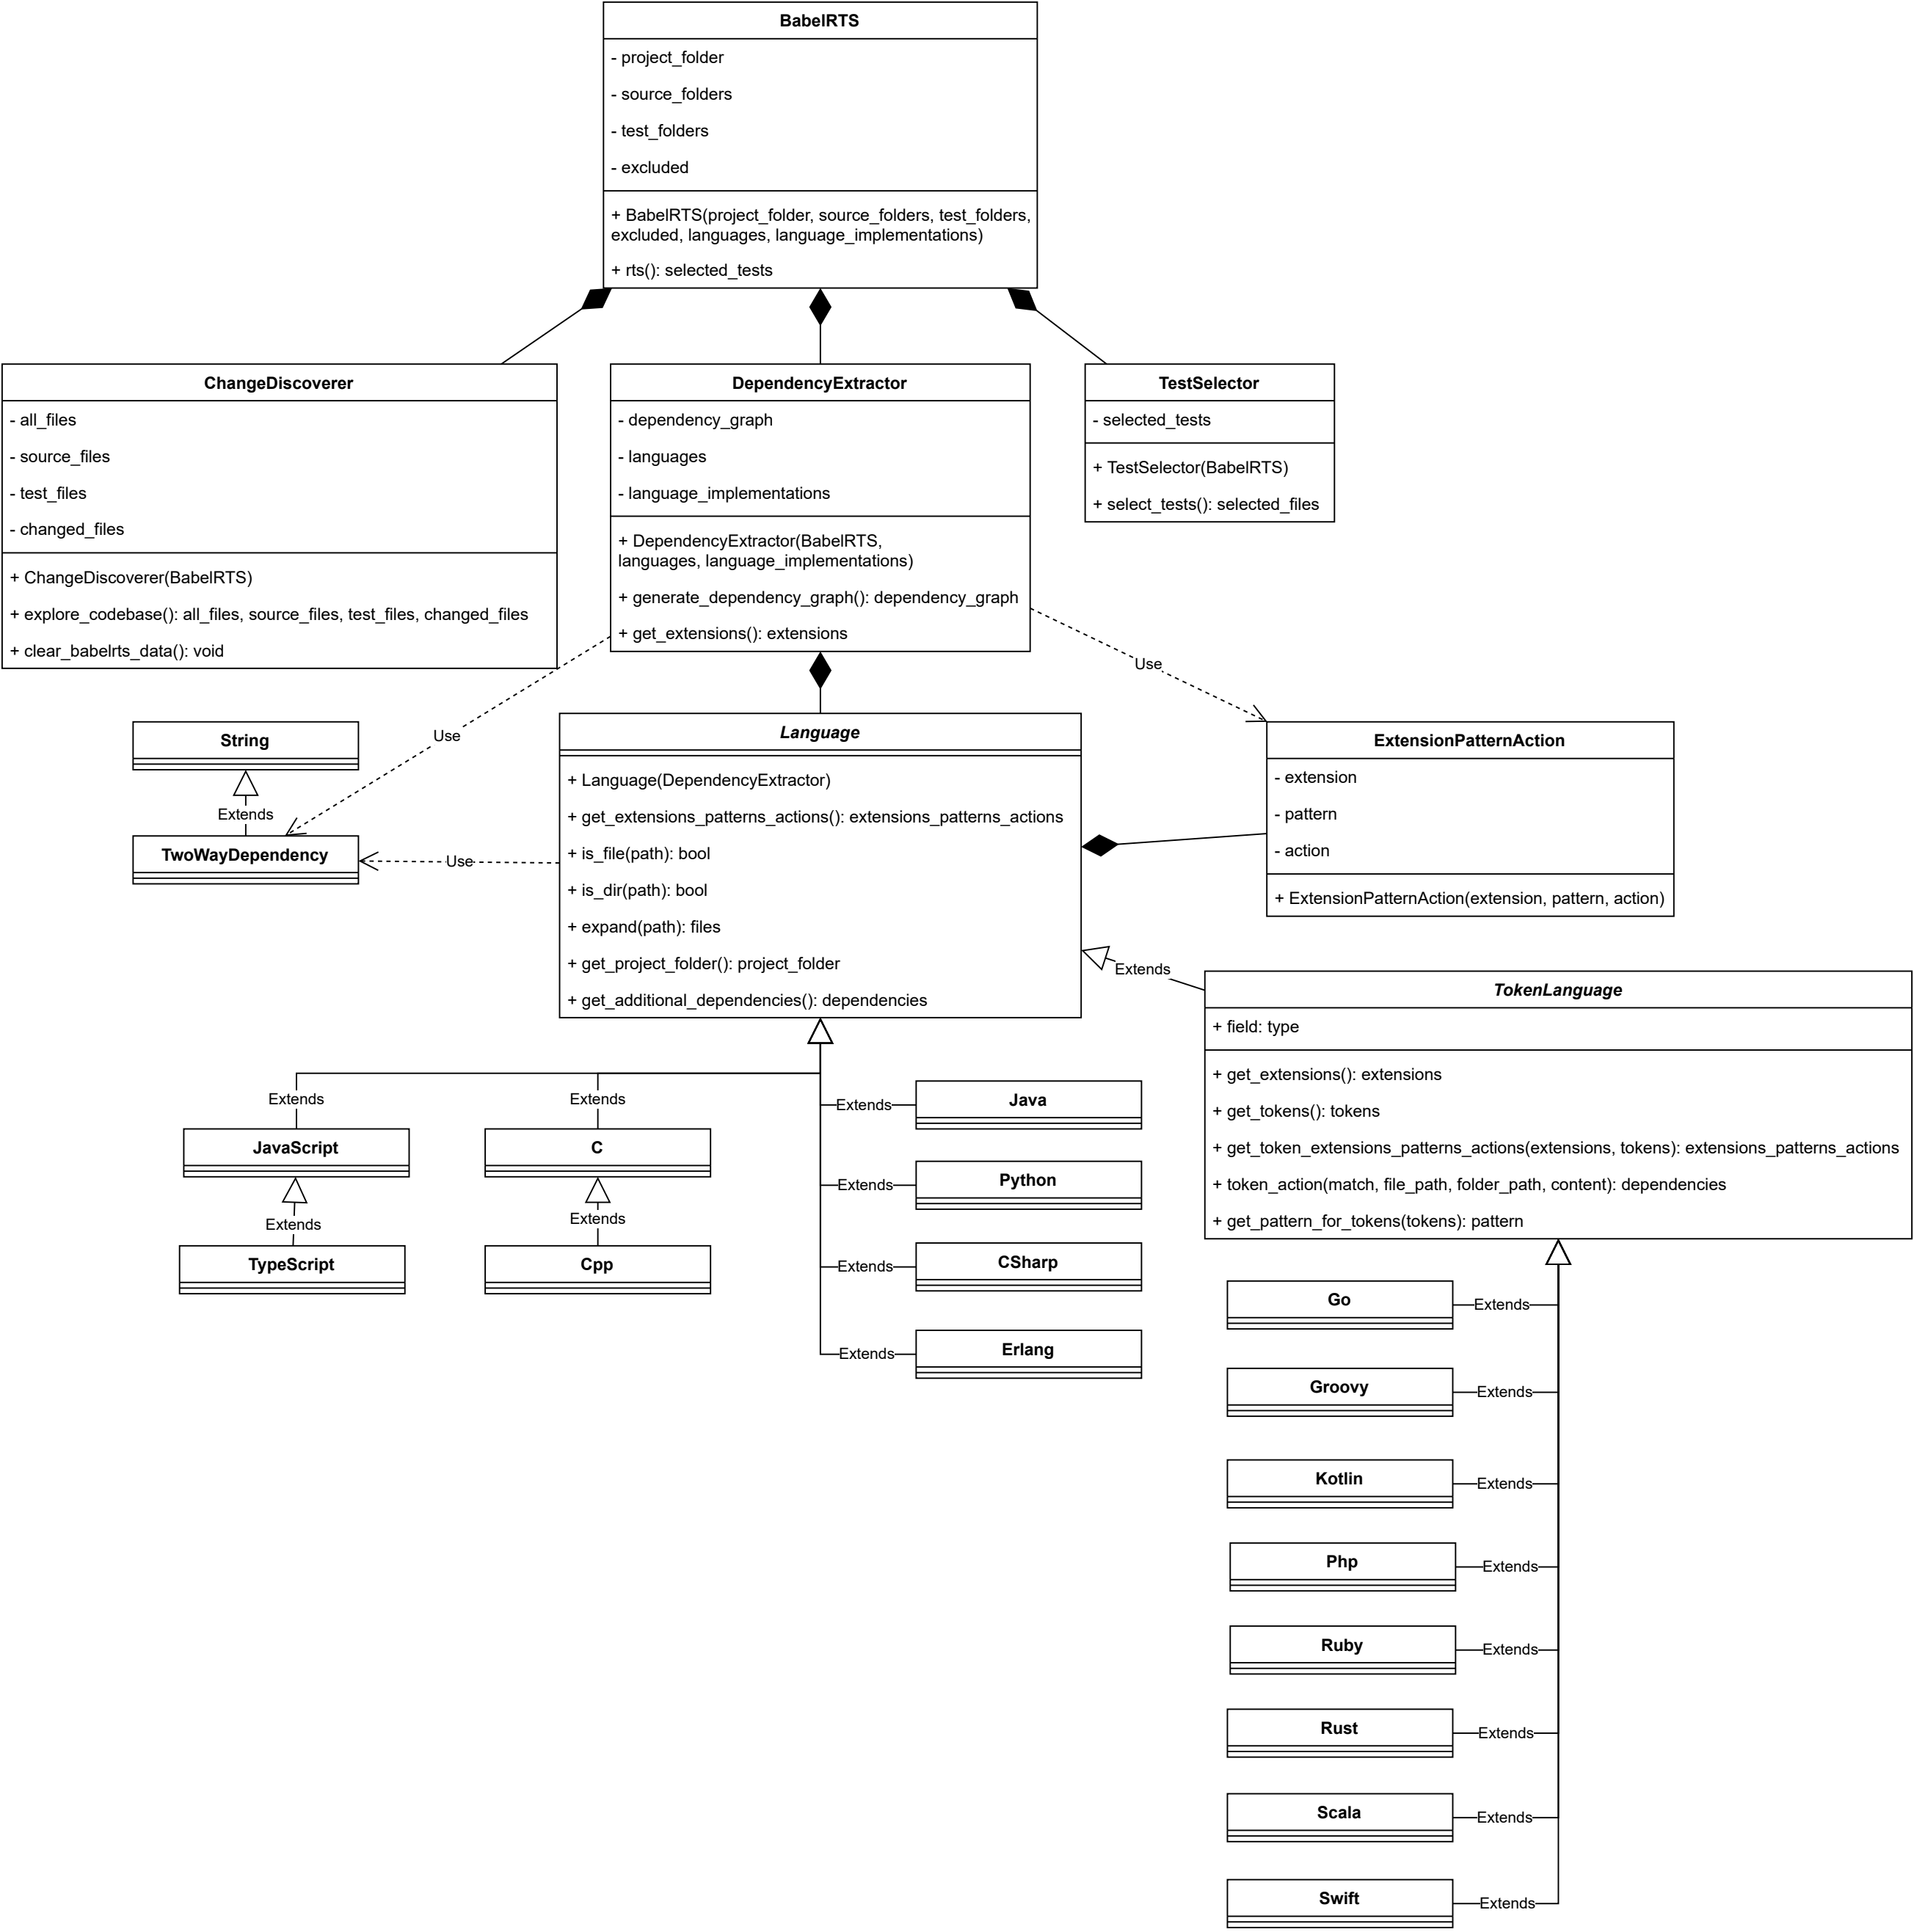 BabelRTS
- project_folder
- source_folders
- test_folders
- excluded
+ BabelRTS(project_folder, source_folders, test_folders,
excluded, languages, language_implementations)
+ rts(): selected_tests
ChangeDiscoverer
- all_files
- source_files
- test_files
- changed_files
+ ChangeDiscoverer(BabelRTS)
+ explore_codebase(): all_files, source_files, test_files, changed_files
+ clear_babelrts_data(): void
DependencyExtractor
- dependency_graph
- languages
- language_implementations
+ DependencyExtractor(BabelRTS,
languages, language_implementations)
+ generate_dependency_graph(): dependency_graph
+ get_extensions(): extensions
TestSelector
- selected_tests
+ TestSelector(BabelRTS)
+ select_tests(): selected_files
Use
Use
String
Extends
TwoWayDependency
Use
Language
+ Language(DependencyExtractor)
+ get_extensions_patterns_actions(): extensions_patterns_actions
+ is_file(path): bool
+ is_dir(path): bool
+ expand(path): files
+ get_project_folder(): project_folder
+ get_additional_dependencies(): dependencies
ExtensionPatternAction
- extension
- pattern
- action
+ ExtensionPatternAction(extension, pattern, action)
Extends
TokenLanguage
+ field: type
+ get_extensions(): extensions
+ get_tokens(): tokens
+ get_token_extensions_patterns_actions(extensions, tokens): extensions_patterns_actions
+ token_action(match, file_path, folder_path, content): dependencies
+ get_pattern_for_tokens(tokens): pattern
Extends
JavaScript
Extends
TypeScript
Extends
C
Extends
Cpp
Extends
Java
Extends
Python
Extends
CSharp
Extends
Erlang
Go
Extends
Groovy
Extends
Kotlin
Extends
Php
Extends
Ruby
Extends
Rust
Extends
Scala
Extends
Swift
Extends